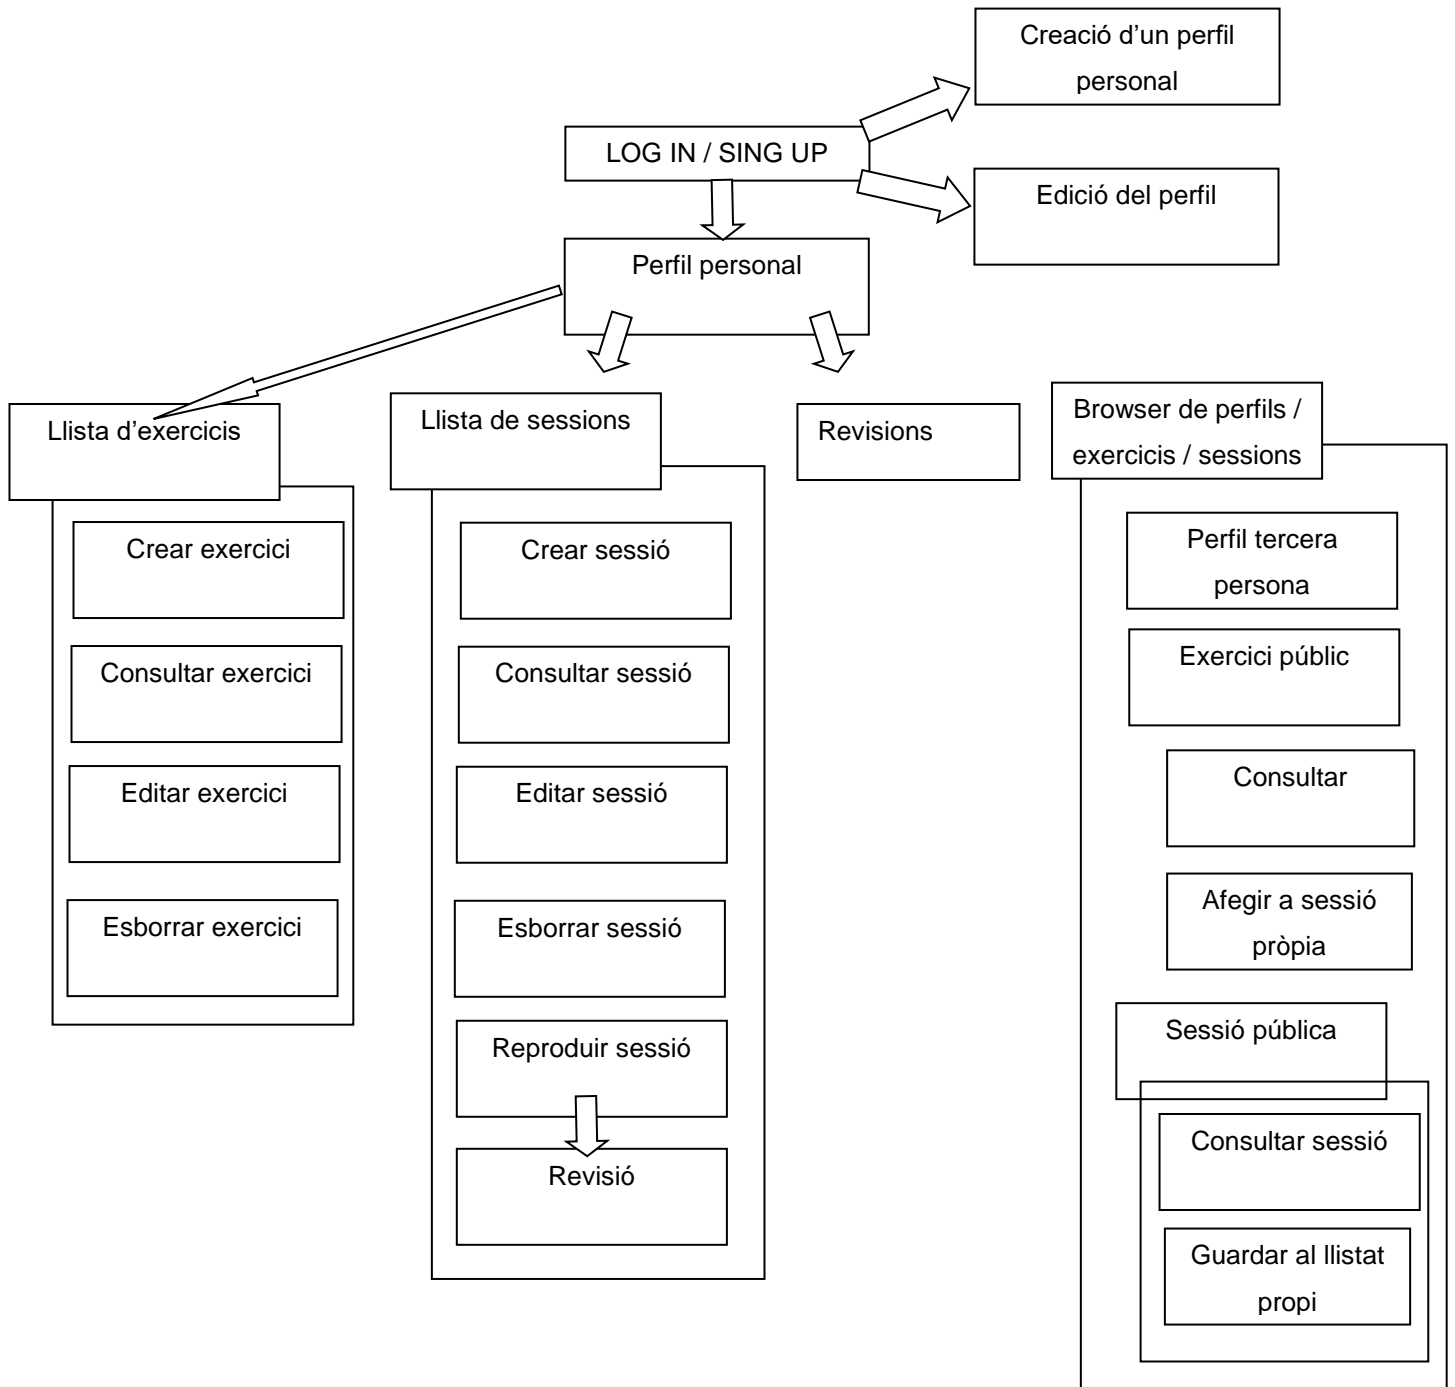 Creació d’un perfil
personal
LOG IN / SING UP
Edició del perfil
Perfil personal
Llista d’exercicis
Crear exercici
Consultar exercici
Editar exercici
Esborrar exercici
Llista de sessions
Crear sessió
Consultar sessió
Editar sessió
Esborrar sessió
Reproduir sessió
Revisió
Revisions
Browser de perfils /
exercicis / sessions
Perfil tercera
persona
Exercici públic
Consultar
Afegir a sessió
pròpia
Sessió pública
Consultar sessió
Guardar al llistat
propi